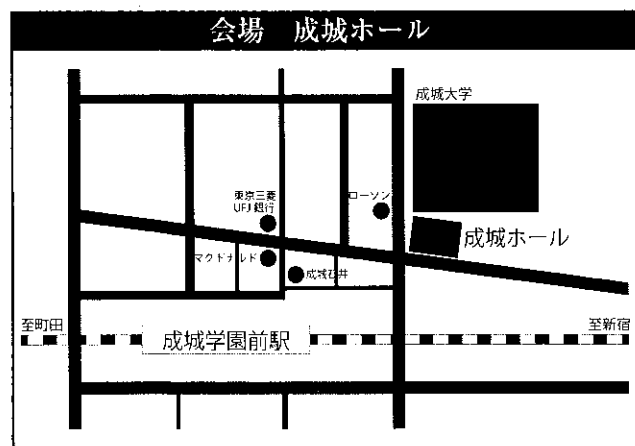 会場 成城ホール
成城大学
東京三菱
UFJ銀行
ローソン
成城ホール
マクドナルド
成城石井
至町田
成城学園前駅
至新宿